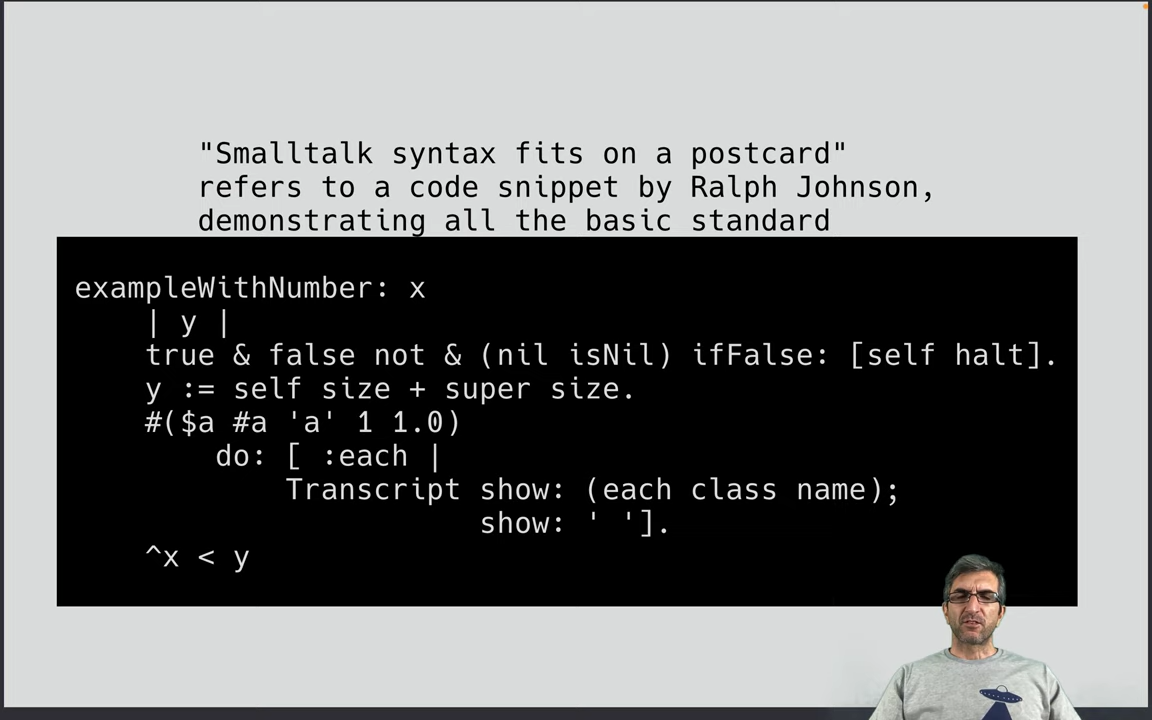 "Smalltalk syntax fits on a postcard"
refers to a code snippet by Ralph Johnson,
demonstrating all the basic standard
exampleWithNumber: x
    | y |
    true & false not & (nil isNil) ifFalse: [self halt].
    y := self size + super size.
    #($a #a 'a' 1 1.0)
        do: [ :each |
            Transcript show: (each class name);
                       show: ' '].
    ^x < y